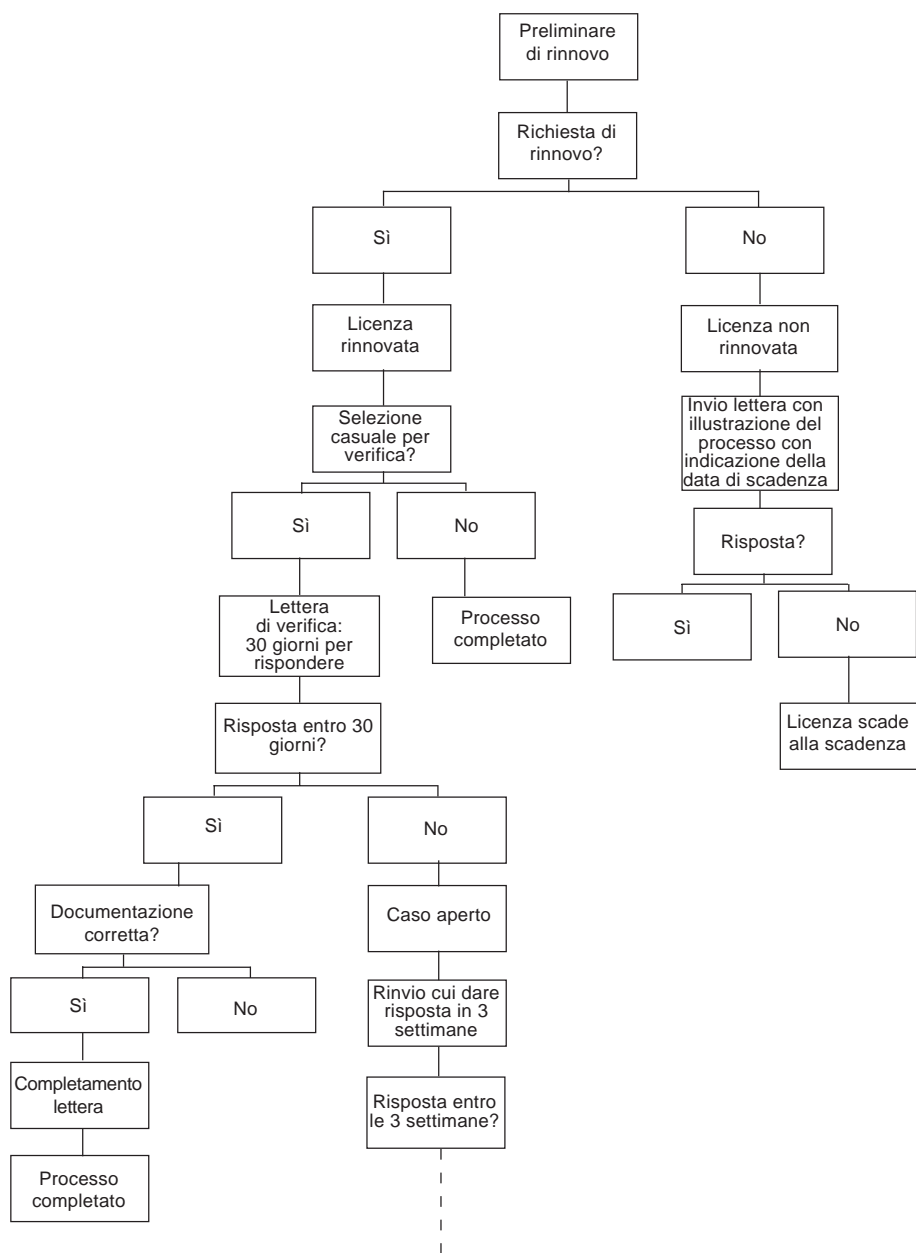 Preliminare
di rinnovo
Richiesta di
rinnovo?
Sì
No
Licenza
rinnovata
Licenza non
rinnovata
Selezione
casuale per
verifica?
Invio lettera con
illustrazione del
processo con
indicazione della
data di scadenza
Sì
No
Risposta?
Lettera
di verifica:
30 giorni per
rispondere
Processo
completato
Sì
No
Risposta entro 30
giorni?
Licenza scade
alla scadenza
Sì
No
Documentazione
corretta?
Caso aperto
Sì
No
Rinvio cui dare
risposta in 3
settimane
Completamento
lettera
Risposta entro
le 3 settimane?
Processo
completato